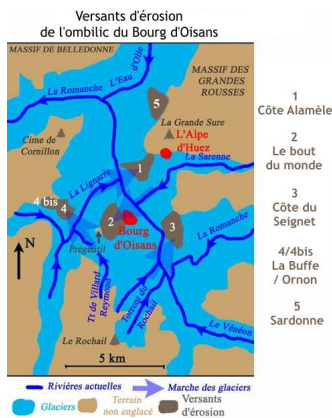 Versants d'érosion
de l'ombilic du Bourg d'Oisans
MASSIF DE BELLEDONNE
L'Eau
d'Olle
La Romanche
MASSIF DES
GRANDES
ROUSSES
5
La Grande Sure
L'Alpe
d'Huez
Cime de
Cornillon
1
La Sarenne
La Lignarre
4 bis
4
2
3
Bourg
d'Oisans
La Romanche
Prégentil
N
Tt de Villard
Reymond
Torrent du
Rochail
Le Vénéon
Le Rochail
5 km
1
Côte Alamèle
2
Le bout
du monde
3
Côte du
Seignet
4/4bis
La Buffe
/ Ornon
5
Sardonne
Rivières actuelles
Marche des glaciers
Glaciers
Terrain
non englacé
Versants
d'érosion